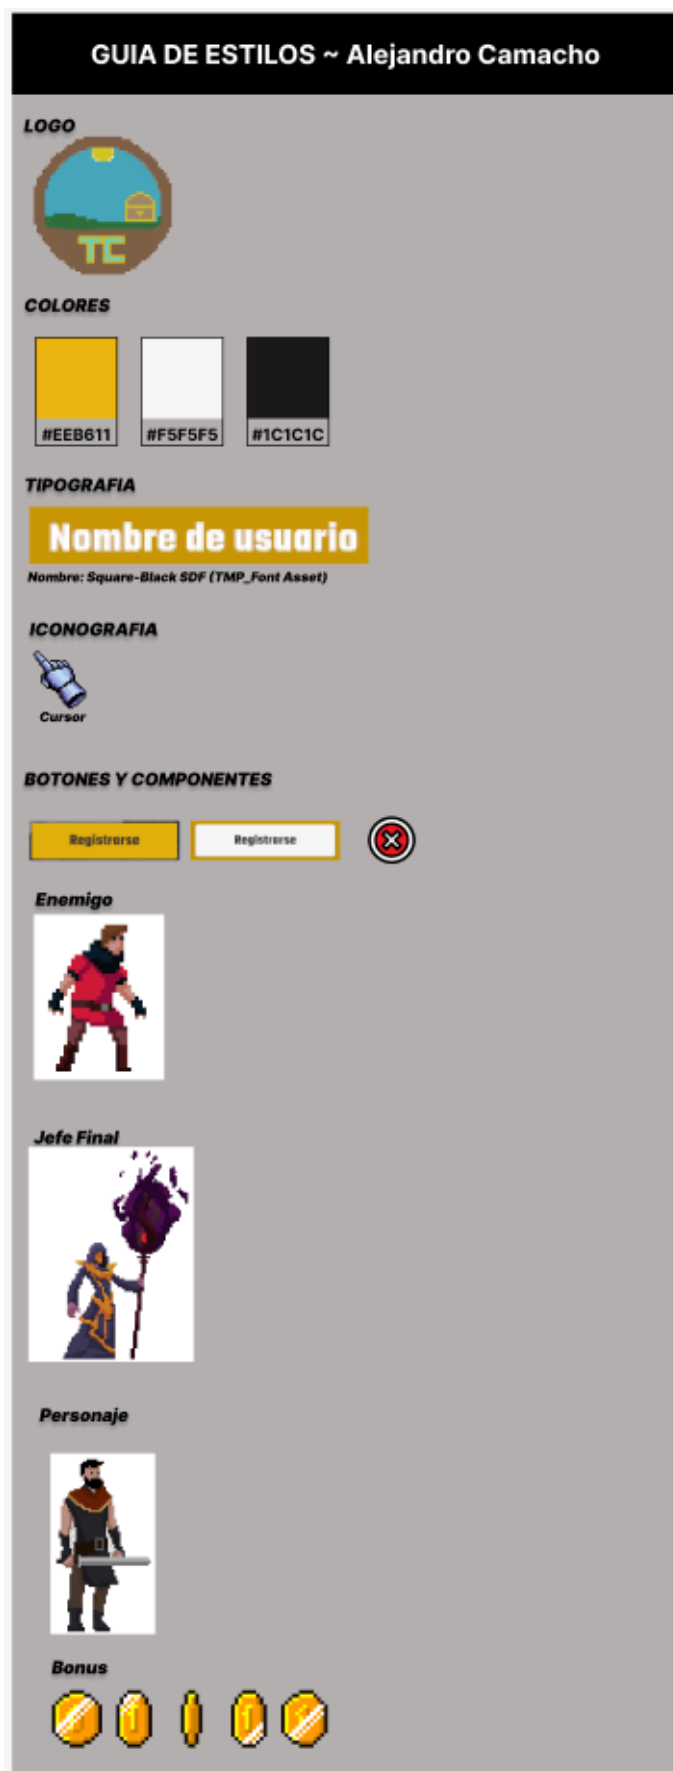 GUIA DE ESTILOS ~ Alejandro Camacho
LOGO
TC
COLORES
#EEB611 #F5F5F5 #1C1C1C
TIPOGRAFIA
Nombre de usuario
Nombre: Square-Black SDF (TMP_Font Asset)
ICONOGRAFIA
Cursor
BOTONES Y COMPONENTES
Registrarse Registrarse
Enemigo
Jefe Final
Personaje
Bonus